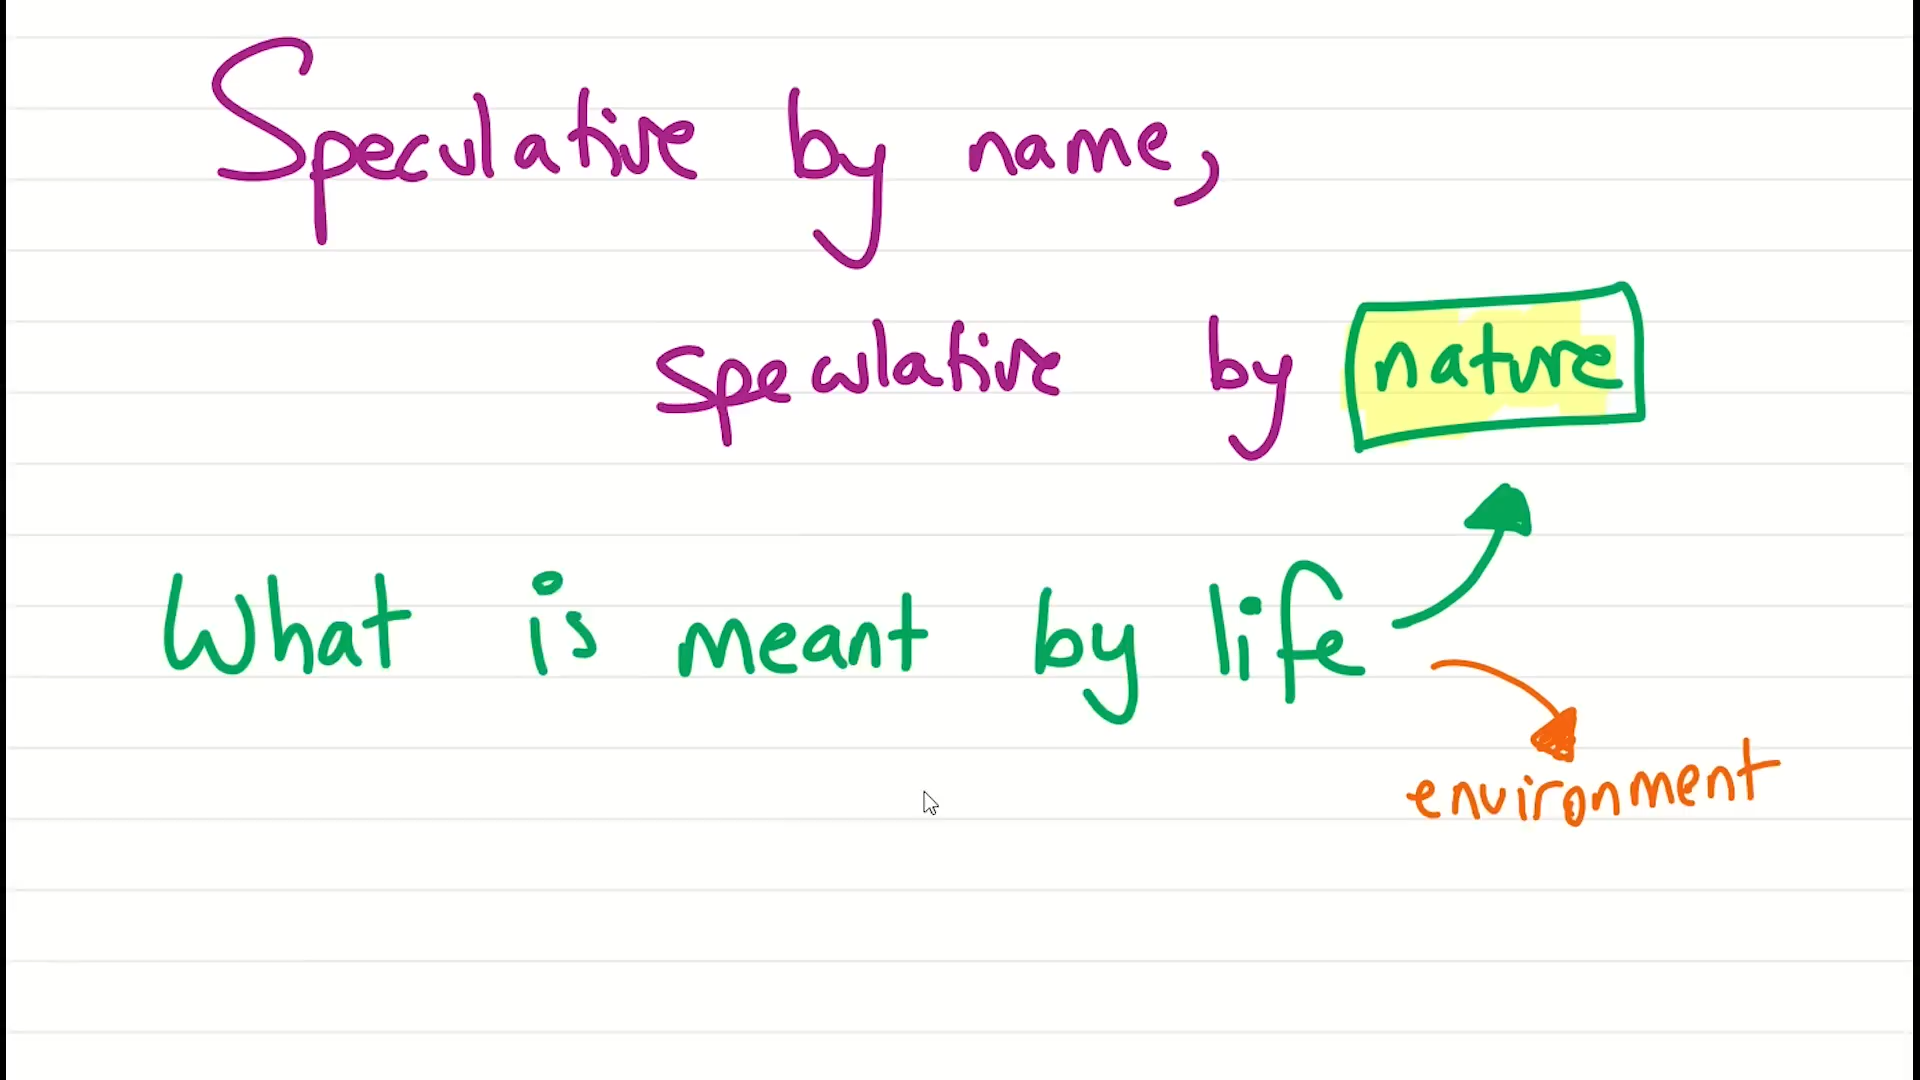 Speculative by name,
speculative by nature
What is meant by life
environment